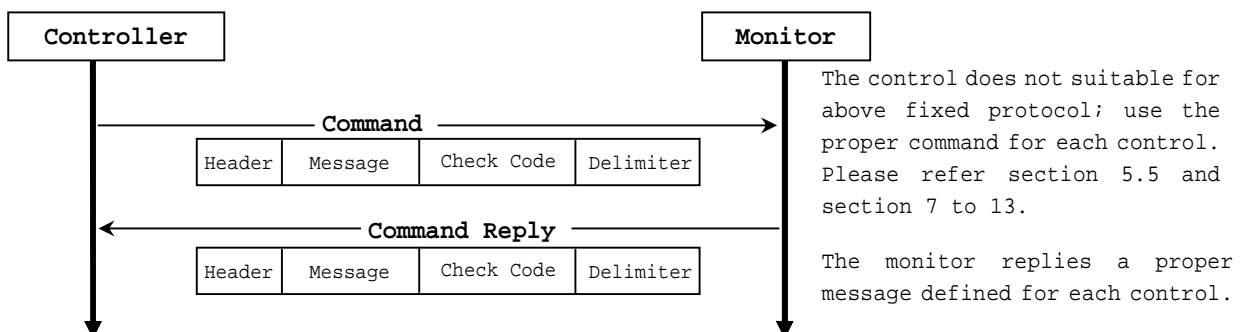 Controller
Monitor
Command
Header Message Check Code Delimiter
Command Reply
Header Message Check Code Delimiter
The control does not suitable for
above fixed protocol; use the
proper command for each control.
Please refer section 5.5 and
section 7 to 13.
The monitor replies a proper
message defined for each control.